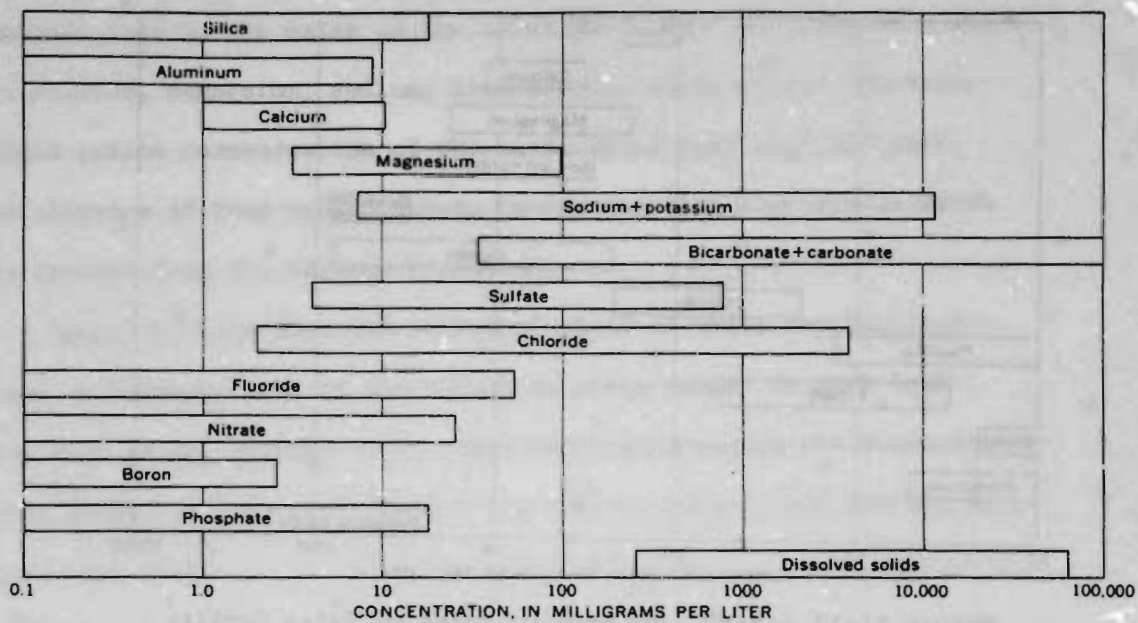 Silica
Aluminum
Calcium
Magnesium
Sodium+potassium
Bicarbonate+carbonate
Sulfate
Chloride
Fluoride
Nitrate
Boron
Phosphate
Dissolved solids
0.1 1.0 10 100 1000 10,000 100,000
CONCENTRATION, IN MILLIGRAMS PER LITER